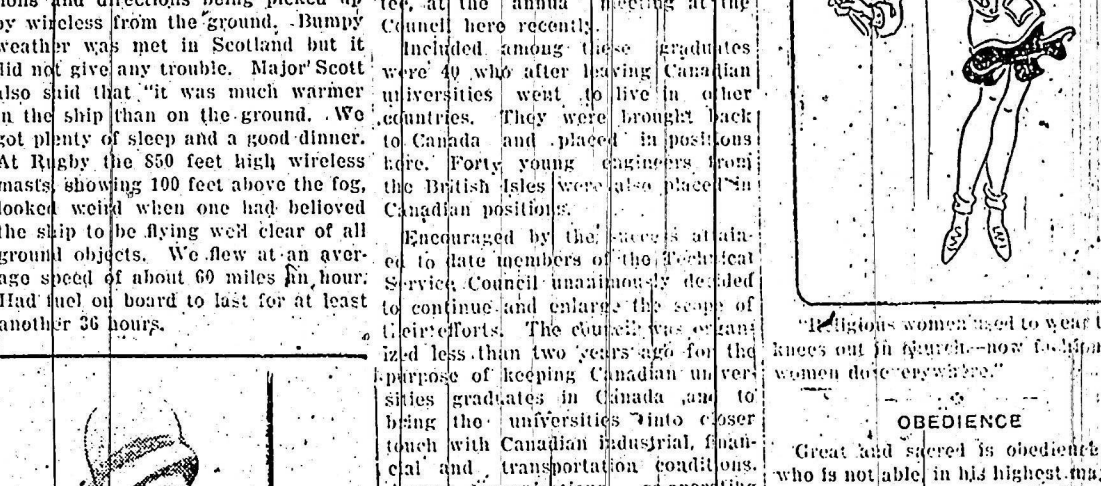 by wireless from the ground. Bumpy
weather was met in Scotland but it
did not give any trouble. Major Scott
also said that "it was much warmer
in the ship than on the ground. We
got plenty of sleep and a good dinner.
At Rugby the 850 feet high wireless
masts, showing 100 feet above the fog,
looked weird when one had believed
the ship to be flying well clear of all
ground objects. We flew at an aver-
age speed of about 60 miles an hour.
Had fuel on board to last for at least
another 36 hours.
tee, at the annual meeting at the
Council here recently.
Included among these graduates
were 40 who after leaving Canadian
universities went to live in other
countries. They were brought back
to Canada and placed in positions
here. Forty young engineers from
the British Isles were also placed in
Canadian positions.
Encouraged by the success attain-
ed to date members of the Technical
Service Council unanimously decided
to continue and enlarge the scope of
their efforts. The council was organi
ized less than two years ago for the
purpose of keeping Canadian univer
sities graduates in Canada and to
bring the universities into closer
touch with Canadian industrial, finan-
cial and transportation conditions.
"Religious women used to wear t
knees out in church—now fashion
women do everywhere."
OBEDIENCE
Great and sacred is obedience
who is not able, in his highest ma